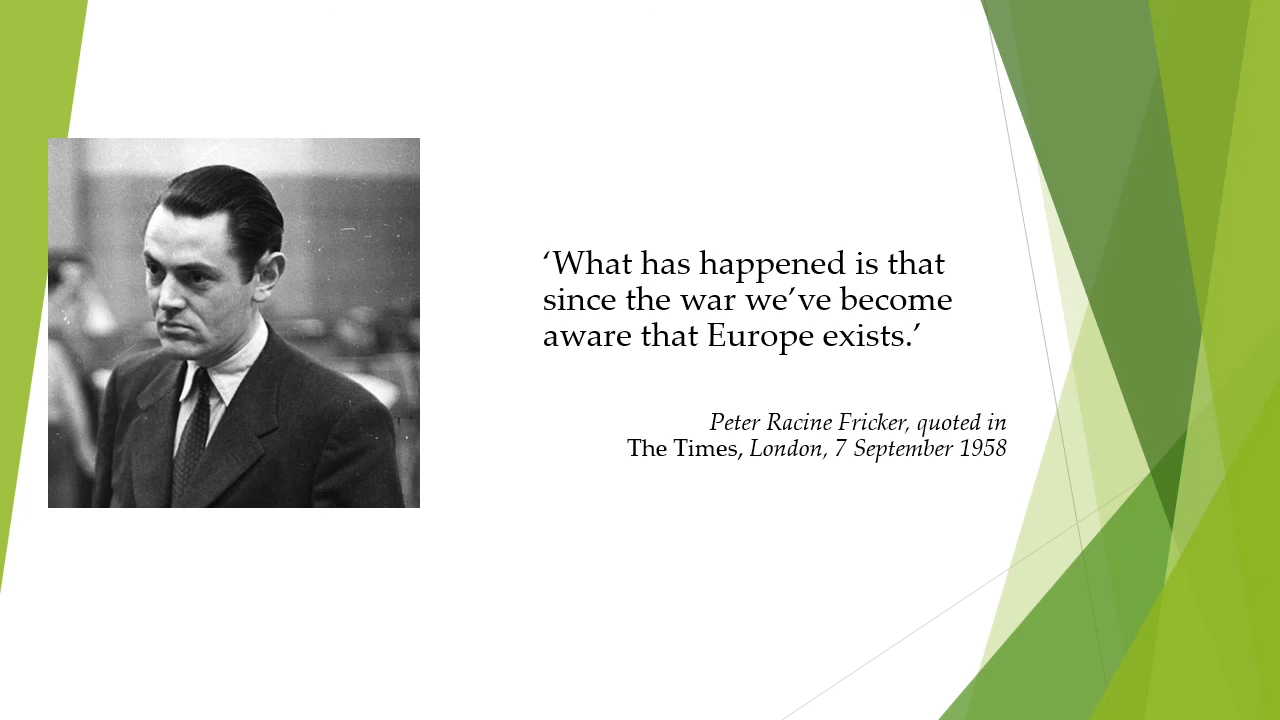 ‘What has happened is that
since the war we’ve become
aware that Europe exists.’
Peter Racine Fricker, quoted in
The Times, London, 7 September 1958